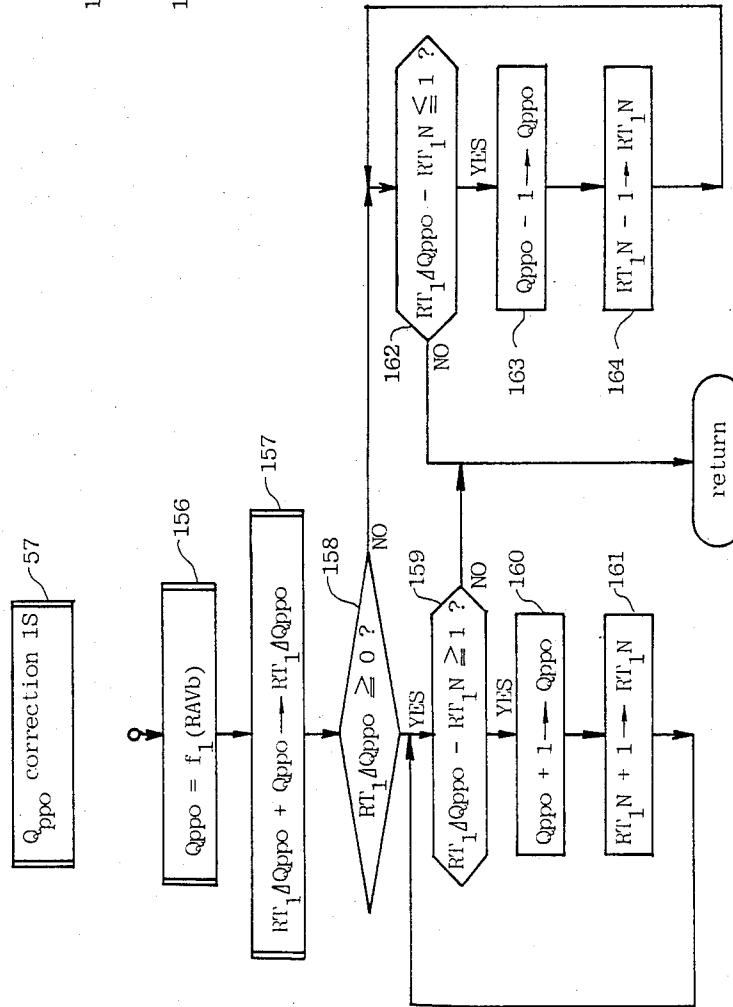 57
Qppo correction 1S
156
Qppo = f1(RAVb)
157
RT1ΔQppo + Qppo → RT1ΔQppo
158
RT1ΔQppo ≧ 0 ?
NO
YES
159
RT1ΔQppo - RT1N ≧ 1 ?
NO
YES
160
Qppo + 1 → Qppo
161
RT1N + 1 → RT1N
162
RT1ΔQppo - RT1N ≦ 1 ?
NO
YES
163
Qppo - 1 → Qppo
164
RT1N - 1 → RT1N
return
1
1